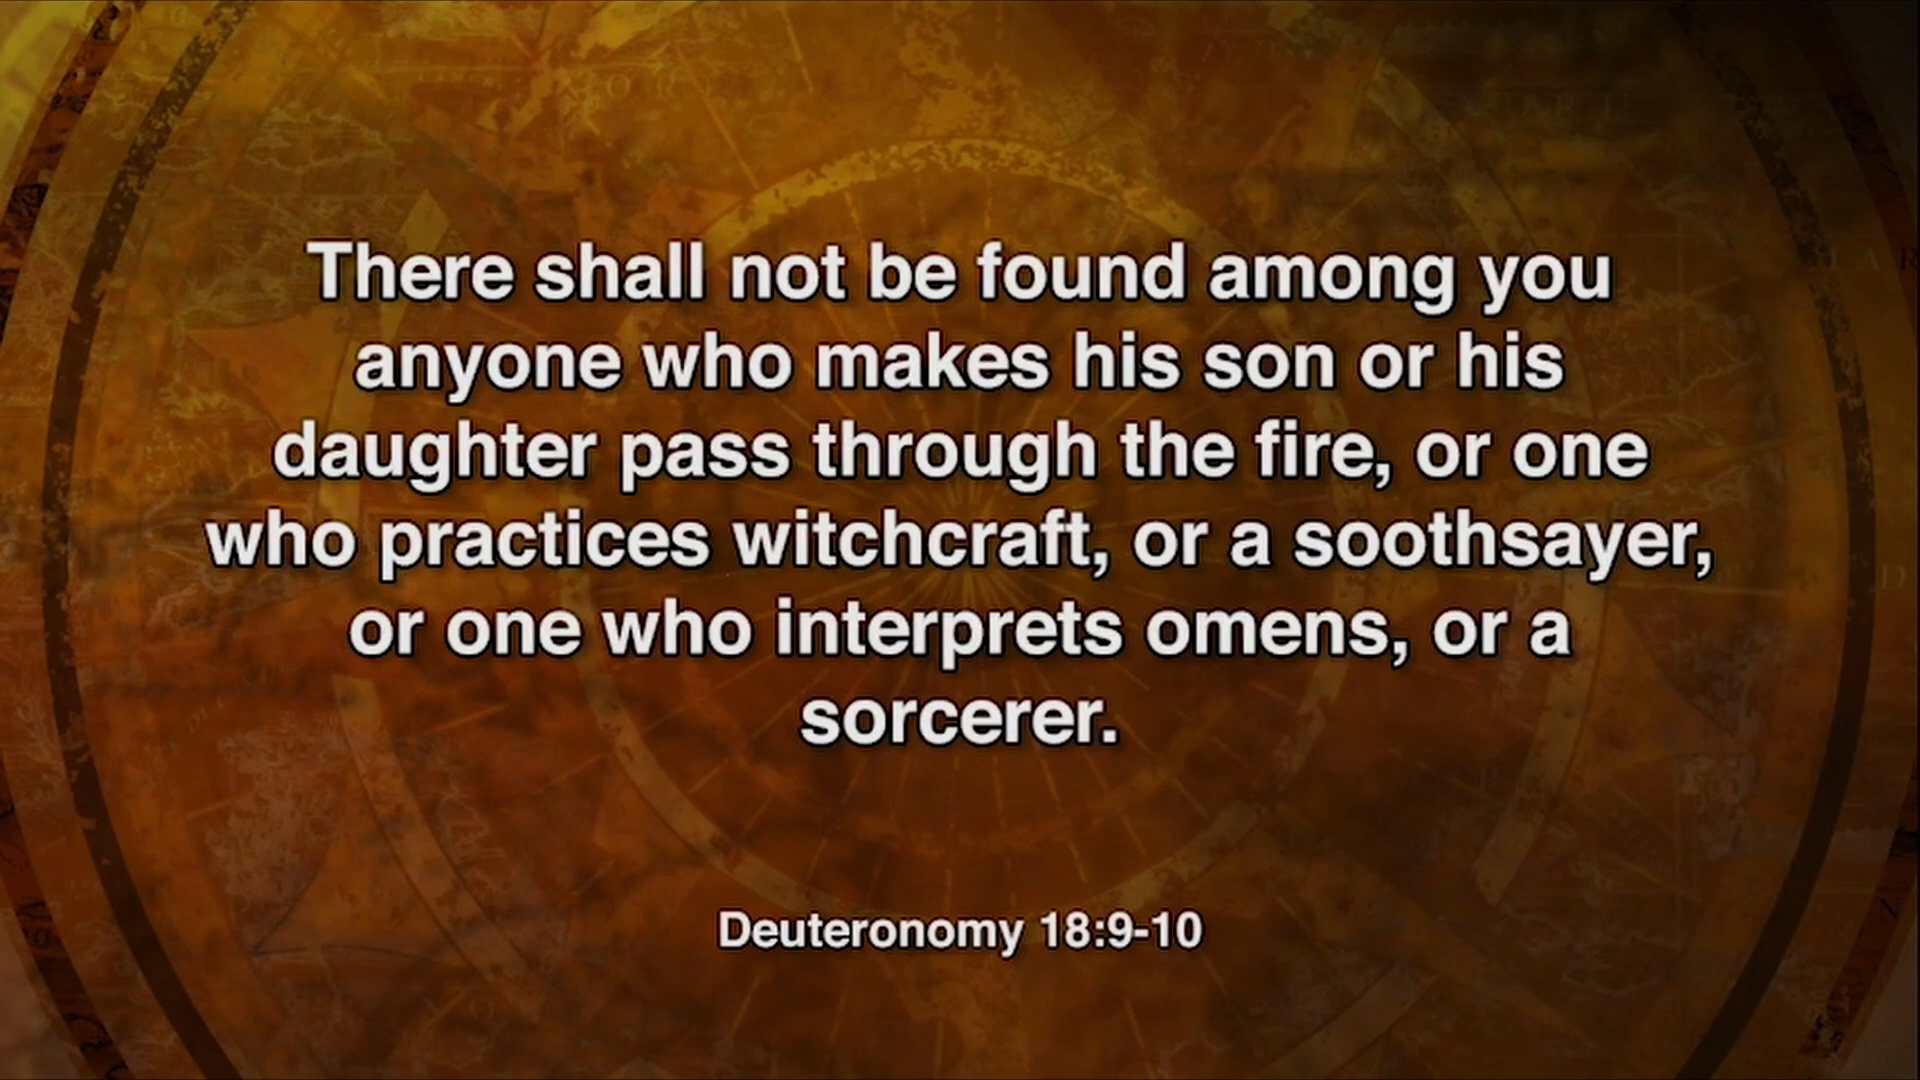 There shall not be found among you
anyone who makes his son or his
daughter pass through the fire, or one
who practices witchcraft, or a soothsayer,
or one who interprets omens, or a
sorcerer.
Deuteronomy 18:9-10